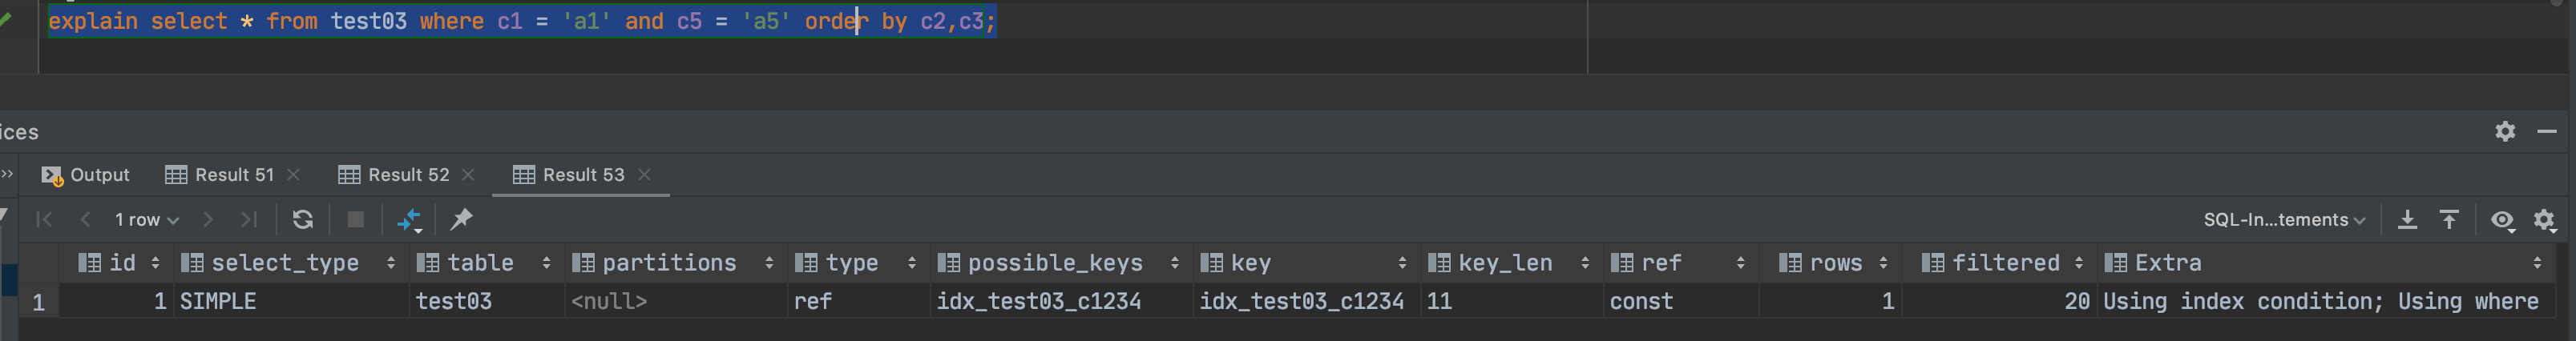 explain select * from test03 where c1 = 'a1' and c5 = 'a5' order by c2,c3;
ices
Output Result 51 Result 52 Result 53
1 row SQL-In...tements
id select_type table partitions type possible_keys key key_len ref rows filtered Extra
1 1 SIMPLE test03 <null> ref idx_test03_c1234 idx_test03_c1234 11 const 1 20 Using index condition; Using where